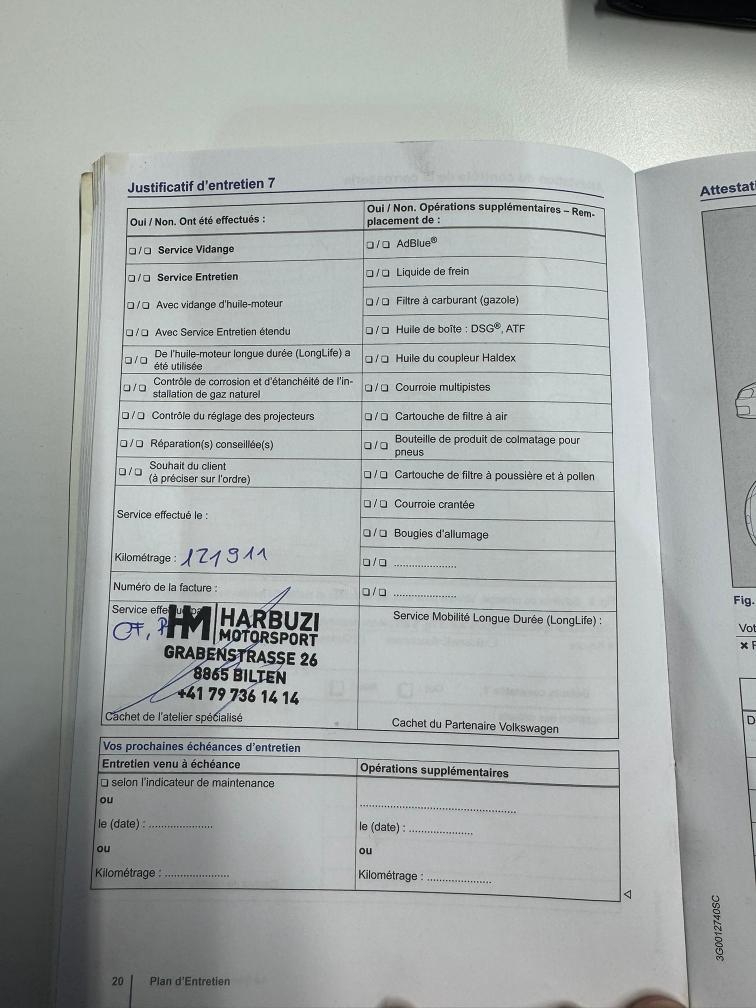 Justificatif d'entretien 7
Oui / Non. Ont été effectués :
❑ / ❑ Service Vidange
❑ / ❑ Service Entretien
❑ / ❑ Avec vidange d'huile-moteur
❑ / ❑ Avec Service Entretien étendu
❑ / ❑ De l'huile-moteur longue durée (LongLife) a
été utilisée
❑ / ❑ Contrôle de corrosion et d'étanchéité de l'in-
stallation de gaz naturel
❑ / ❑ Contrôle du réglage des projecteurs
❑ / ❑ Réparation(s) conseillée(s)
❑ / ❑ Souhait du client
(à préciser sur l'ordre)
Service effectué le :
Kilométrage : 121911
Numéro de la facture :
Service
HM HARBUZI
MOTORSPORT
GRABENSTRASSE 26
8865 BILTEN
+41 79 736 14 14
Cachet de l'atelier spécialisé
Oui / Non. Opérations supplémentaires – Rem-
placement de :
❑ / ❑ AdBlue®
❑ / ❑ Liquide de frein
❑ / ❑ Filtre à carburant (gazole)
❑ / ❑ Huile de boîte : DSG®, ATF
❑ / ❑ Huile du coupleur Haldex
❑ / ❑ Courroie multipistes
❑ / ❑ Cartouche de filtre à air
❑ / ❑ Bouteille de produit de colmatage pour
pneus
❑ / ❑ Cartouche de filtre à poussière et à pollen
❑ / ❑ Courroie crantée
❑ / ❑ Bougies d'allumage
❑ / ❑ .....................
❑ / ❑ .....................
Service Mobilité Longue Durée (LongLife) :
Cachet du Partenaire Volkswagen
Vos prochaines échéances d'entretien
Entretien venu à échéance
❑ selon l'indicateur de maintenance
ou
le (date) : .....................
ou
Kilométrage : .....................
Opérations supplémentaires
.....................................................
le (date) : .....................
ou
Kilométrage : .....................
20 Plan d'Entretien
Attestati
Fig.
Vot
3G0012740SC